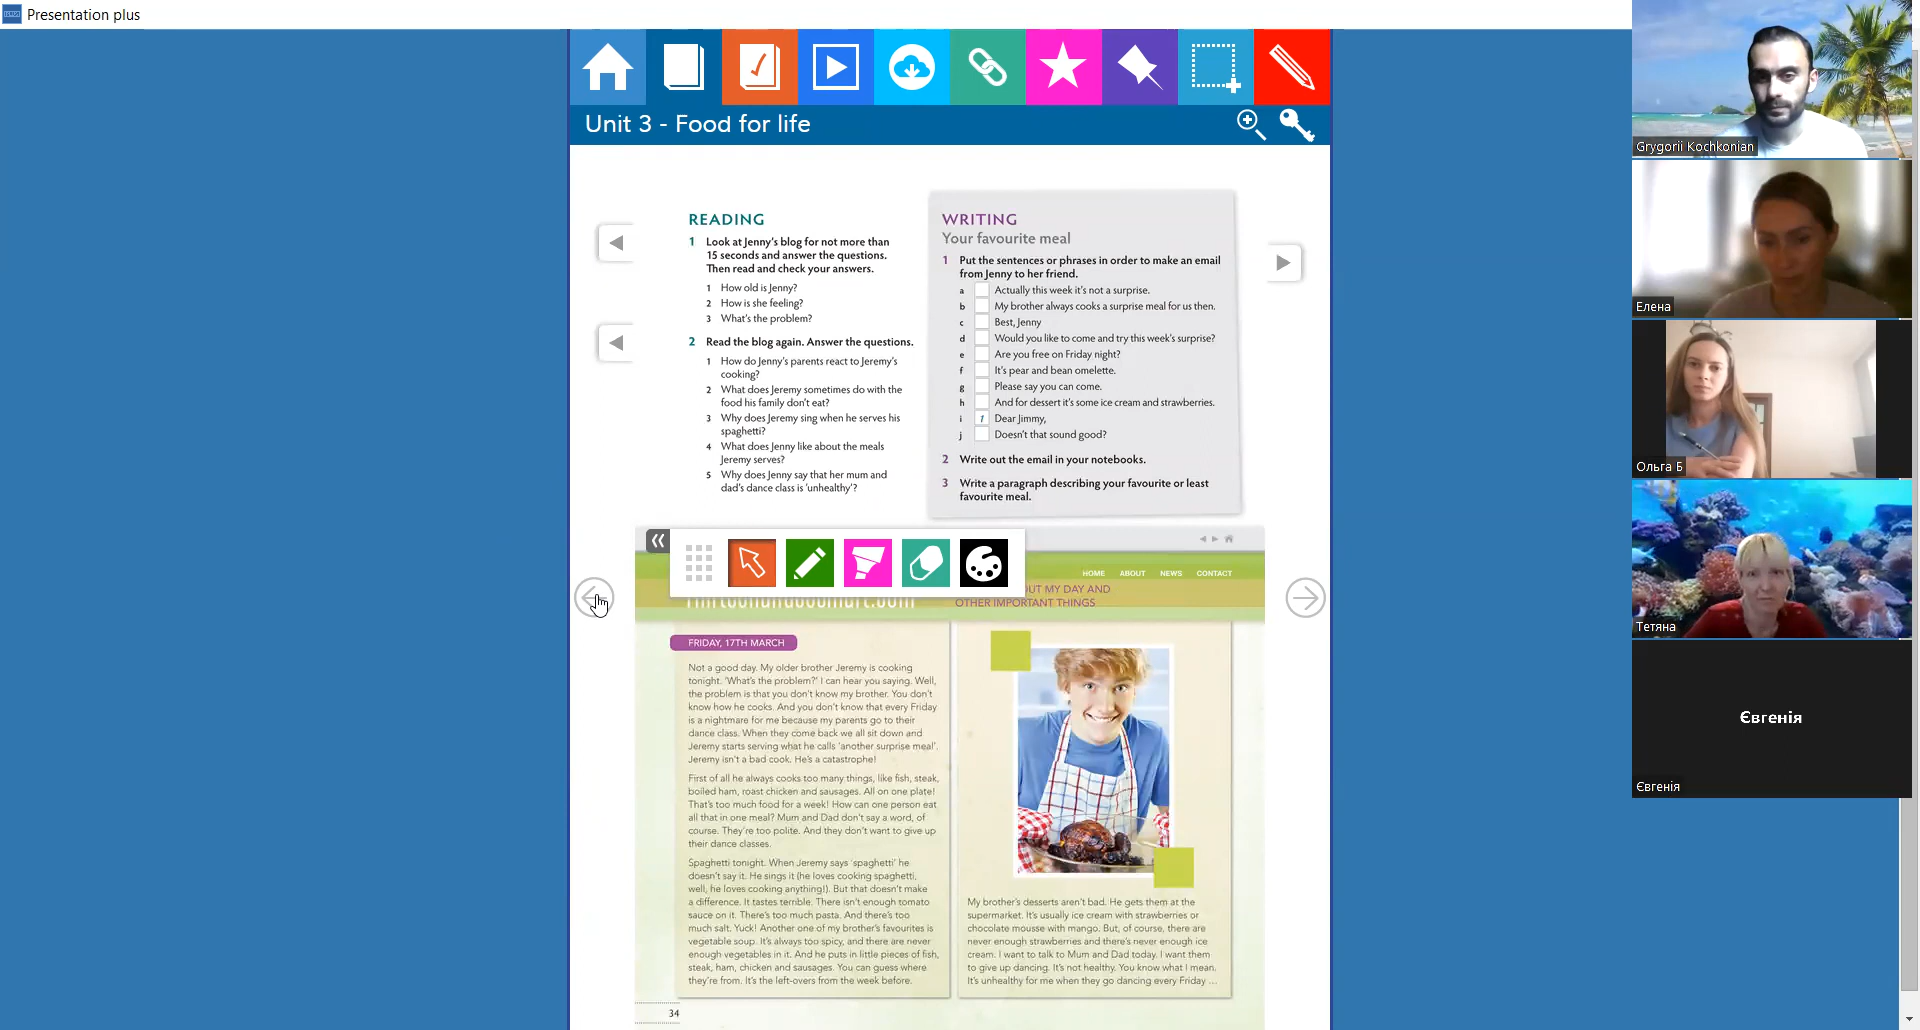 Presentation plus
Unit 3 - Food for life
READING
1 Look at Jenny's blog for not more than
15 seconds and answer the questions.
Then read and check your answers.
1 How old is Jenny?
2 How is she feeling?
3 What's the problem?
2 Read the blog again. Answer the questions.
1 How do Jenny's parents react to Jeremy's
cooking?
2 What does Jeremy sometimes do with the
food his family don't eat?
3 Why does Jeremy sing when he serves his
spaghetti?
4 What does Jenny like about the meals
Jeremy serves?
5 Why does Jenny say that her mum and
dad's dance class is 'unhealthy'?
WRITING
Your favourite meal
1 Put the sentences or phrases in order to make an email
from Jenny to her friend.
a Actually this week it's not a surprise.
b My brother always cooks a surprise meal for us then.
c Best, Jenny
d Would you like to come and try this week's surprise?
e Are you free on Friday night?
f It's pear and bean omelette.
g Please say you can come.
h And for dessert it's some ice cream and strawberries.
i 1 Dear Jimmy,
j Doesn't that sound good?
2 Write out the email in your notebooks.
3 Write a paragraph describing your favourite or least
favourite meal.
HOME ABOUT NEWS CONTACT
MY DAY AND
OTHER IMPORTANT THINGS
FRIDAY, 17TH MARCH
Not a good day. My older brother Jeremy is cooking
tonight. 'What's the problem?' I can hear you saying. Well,
the problem is that you don't know my brother. You don't
know how he cooks. And you don't know that every Friday
is a nightmare for me because my parents go to their
dance class. When they come back we all sit down and
Jeremy starts serving what he calls 'another surprise meal'.
Jeremy isn't a bad cook. He's a catastrophe!
First of all he always cooks too many things, like fish, steak,
boiled ham, roast chicken and sausages. All on one plate!
That's too much food for a week! How can one person eat
all that in one meal? Mum and Dad don't say a word, of
course. They're too polite. And they don't want to give up
their dance classes.
Spaghetti tonight. When Jeremy says 'spaghetti' he
doesn't say it. He sings it (he loves cooking spaghetti,
well, he loves cooking anything!). But that doesn't make
a difference. It tastes terrible. There isn't enough tomato
sauce on it. There's too much pasta. And there's too
much salt. Yuck! Another one of my brother's favourites is
vegetable soup. It's always too spicy, and there are never
enough vegetables in it. And he puts in little pieces of fish,
steak, ham, chicken and sausages. You can guess where
they're from. It's the left-overs from the week before.
My brother's desserts aren't bad. He gets them at the
supermarket. It's usually ice cream with strawberries or
chocolate mousse with mango. But, of course, there are
never enough strawberries and there's never enough ice
cream. I want to talk to Mum and Dad today. I want them
to give up dancing. It's not healthy. You know what I mean.
It's unhealthy for me when they go dancing every Friday ...
34
Grygorii Kochkonian
Елена
Ольга Б
Тетяна
Євгенія
Євгенія